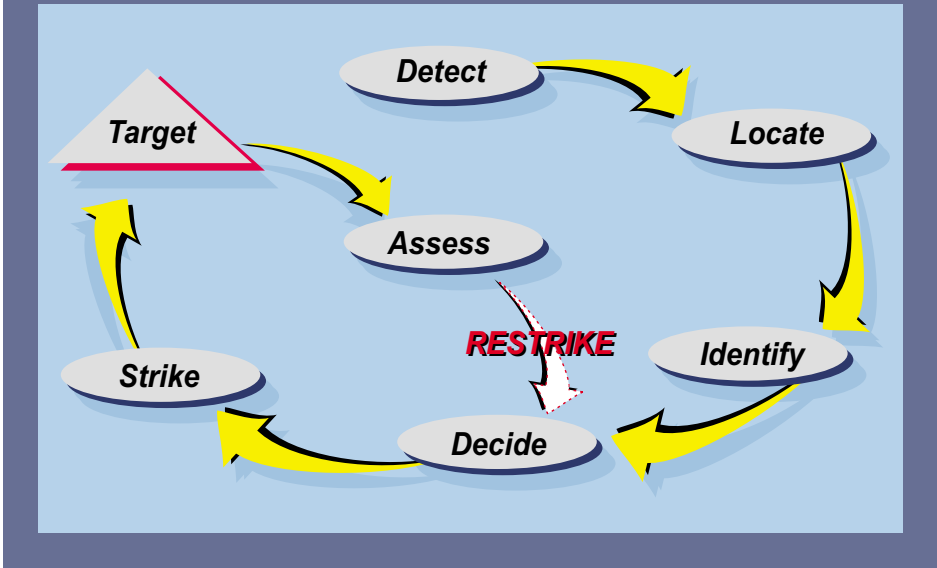 Detect
Target
Locate
Assess
RESTRIKE
Identify
Strike
Decide